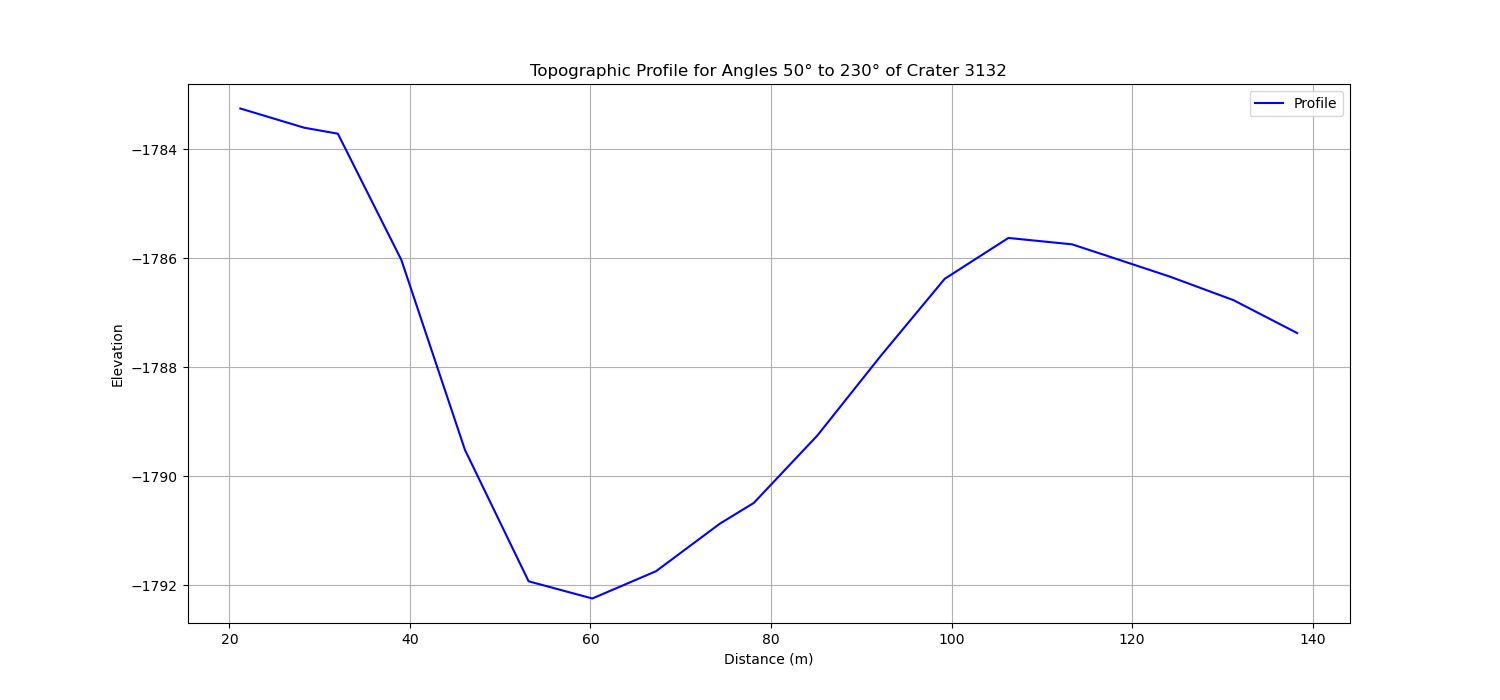 Topographic Profile for Angles 50° to 230° of Crater 3132
Profile
−1784
−1786
−1788
−1790
−1792
Elevation
20 40 60 80 100 120 140
Distance (m)